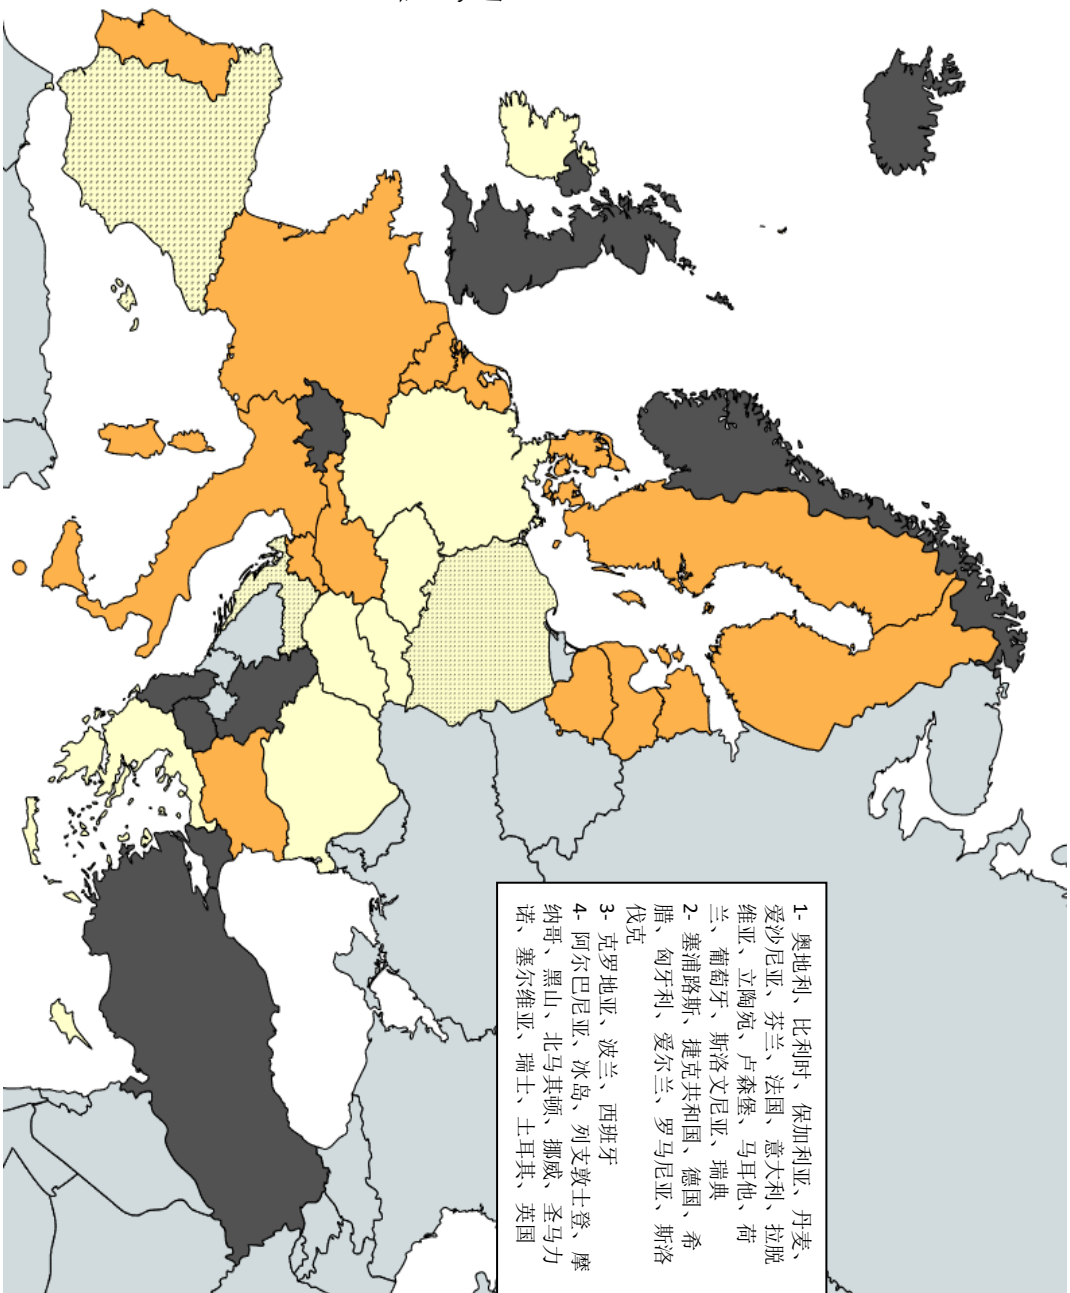 1- 奥地利、比利时、保加利亚、丹麦、
爱沙尼亚、芬兰、法国、意大利、拉脱
维亚、立陶宛、卢森堡、马耳他、荷
兰、葡萄牙、斯洛文尼亚、瑞典
2- 塞浦路斯、捷克共和国、德国、希
腊、匈牙利、爱尔兰、罗马尼亚、斯洛
伐克
3- 克罗地亚、波兰、西班牙
4- 阿尔巴尼亚、冰岛、列支敦士登、摩
纳哥、黑山、北马其顿、挪威、圣马力
诺、塞尔维亚、瑞士、土耳其、英国